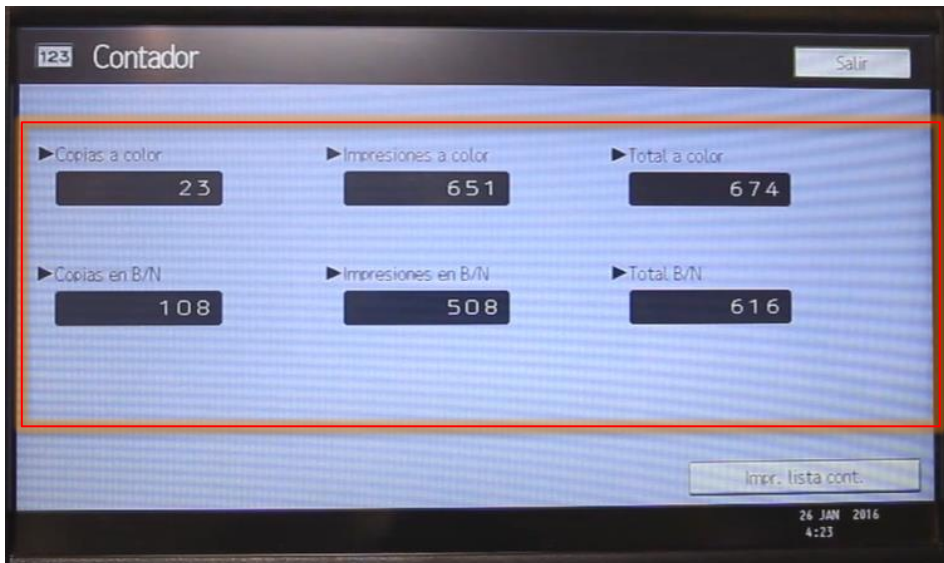 123 Contador
Salir
►Copias a color ►Impresiones a color ►Total a color
23 651 674
►Copias en B/N ►Impresiones en B/N ►Total B/N
108 508 616
Impr. lista cont.
26 JAN 2016
4:23